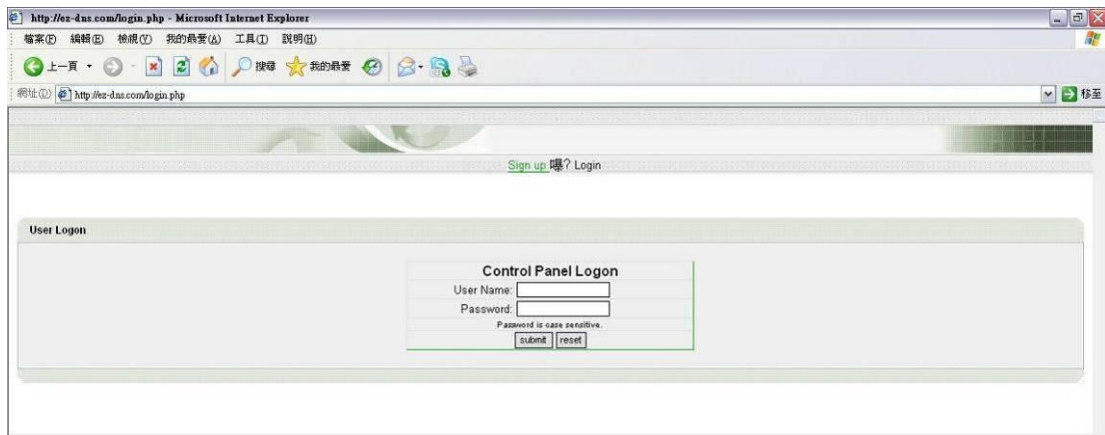 http://ez-dns.com/login.php - Microsoft Internet Explorer
檔案(F) 編輯(E) 檢視(V) 我的最愛(A) 工具(T) 說明(H)
上一頁 搜尋 我的最愛
網址(D) http://ez-dns.com/login.php 移至
Sign up 嚗? Login
User Logon
Control Panel Logon
User Name:
Password:
Password is case sensitive.
submit reset